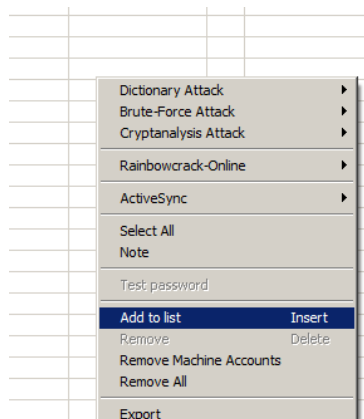 Dictionary Attack
Brute-Force Attack
Cryptanalysis Attack
Rainbowcrack-Online
ActiveSync
Select All
Note
Test password
Add to list Insert
Remove Delete
Remove Machine Accounts
Remove All
Export